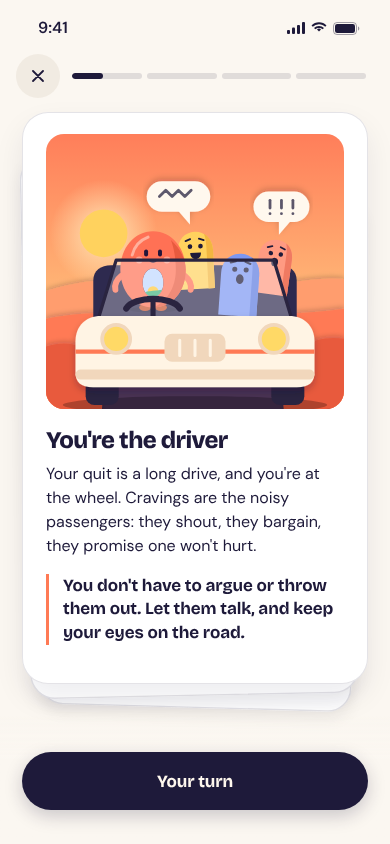 9:41
! ! !
You're the driver
Your quit is a long drive, and you're at
the wheel. Cravings are the noisy
passengers: they shout, they bargain,
they promise one won't hurt.
You don't have to argue or throw
them out. Let them talk, and keep
your eyes on the road.
Your turn